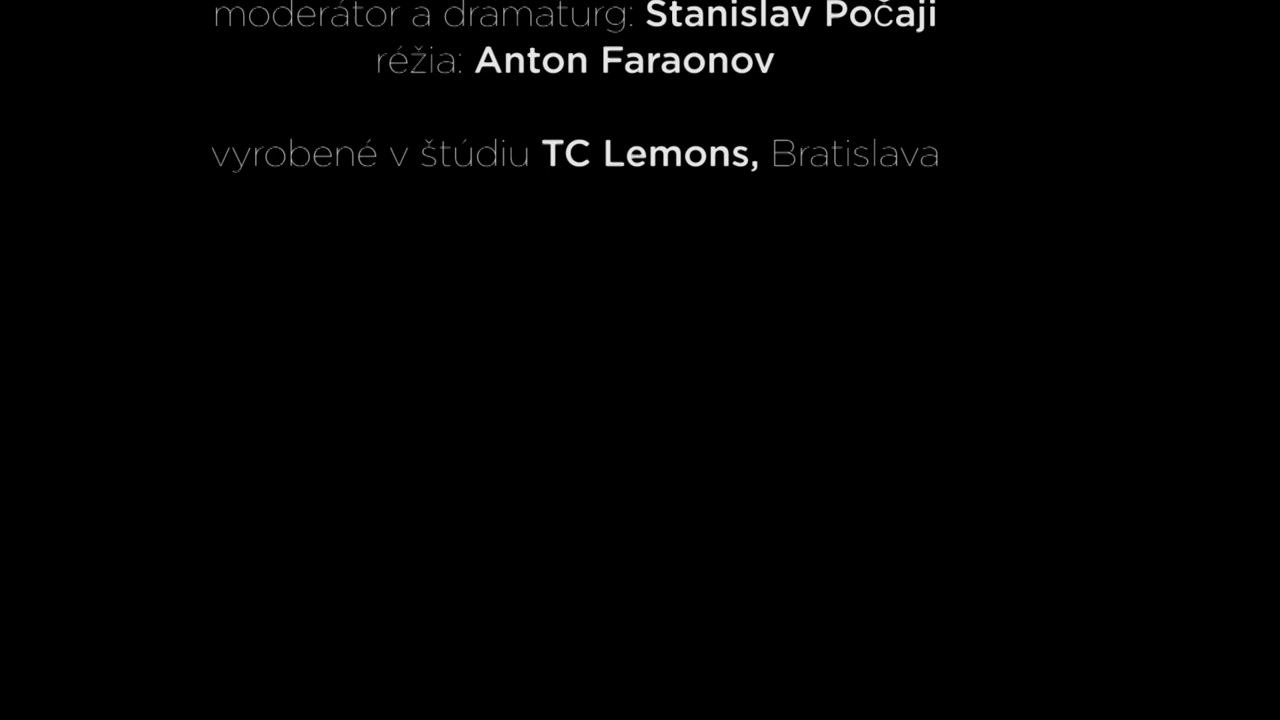 moderátor a dramaturg: Stanislav Počaji
réžia: Anton Faraonov
vyrobené v štúdiu TC Lemons, Bratislava